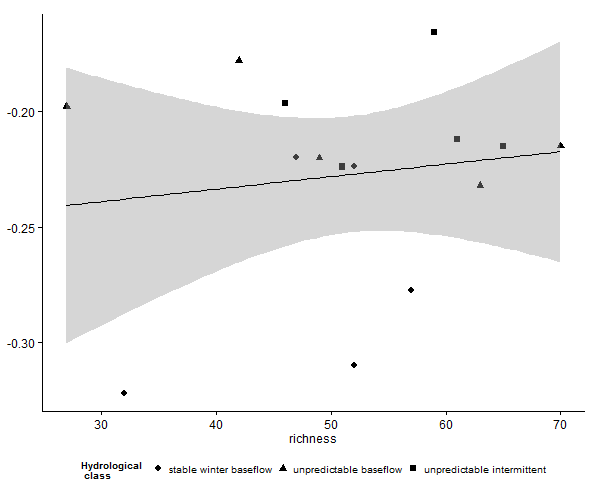 -0.20
-0.25
-0.30
30 40 50 60 70
richness
Hydrological
class
stable winter baseflow unpredictable baseflow unpredictable intermittent